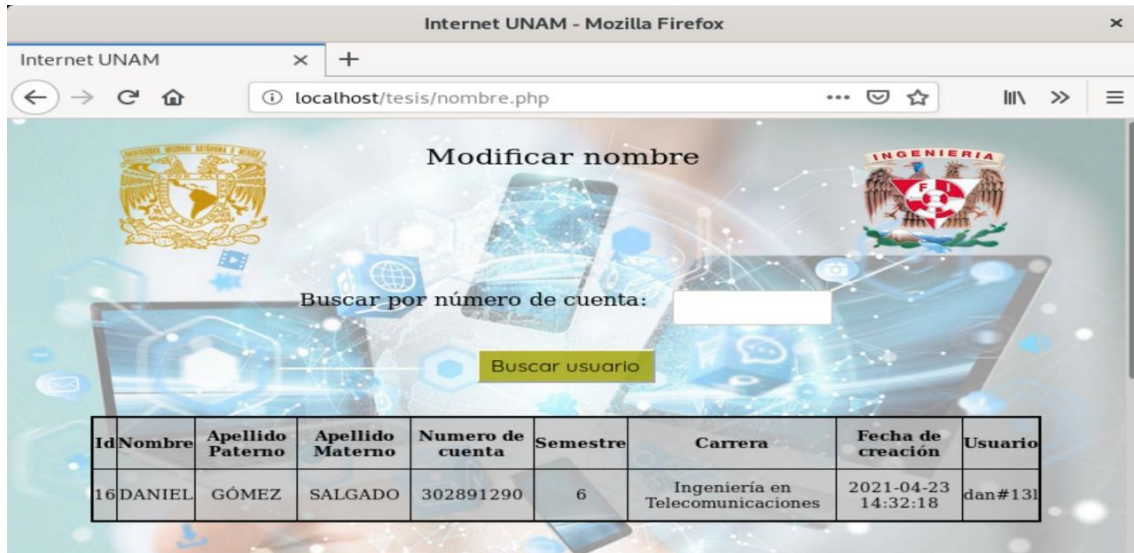 Internet UNAM - Mozilla Firefox
Internet UNAM
localhost/tesis/nombre.php
Modificar nombre
INGENIERIA
Buscar por número de cuenta:
Buscar usuario
Id Nombre Apellido Paterno Apellido Materno Numero de cuenta Semestre Carrera Fecha de creación Usuario
16 DANIEL GÓMEZ SALGADO 302891290 6 Ingeniería en Telecomunicaciones 2021-04-23 14:32:18 dan#13l